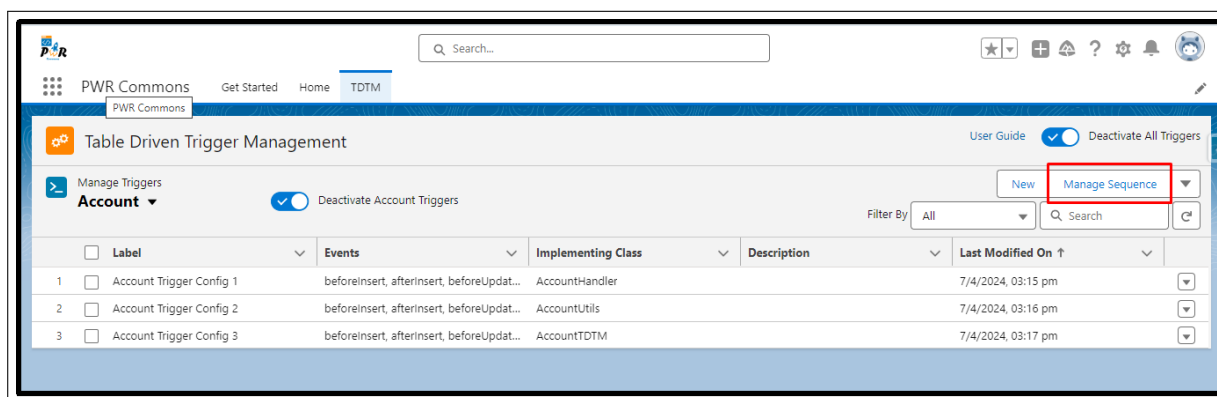 PWR
Search...
PWR Commons Get Started Home TDTM
PWR Commons
Table Driven Trigger Management User Guide Deactivate All Triggers
Manage Triggers
Account Deactivate Account Triggers New Manage Sequence
Filter By All Search
Label Events Implementing Class Description Last Modified On ↑
1 Account Trigger Config 1 beforeInsert, afterInsert, beforeUpdat... AccountHandler 7/4/2024, 03:15 pm
2 Account Trigger Config 2 beforeInsert, afterInsert, beforeUpdat... AccountUtils 7/4/2024, 03:16 pm
3 Account Trigger Config 3 beforeInsert, afterInsert, beforeUpdat... AccountTDTM 7/4/2024, 03:17 pm